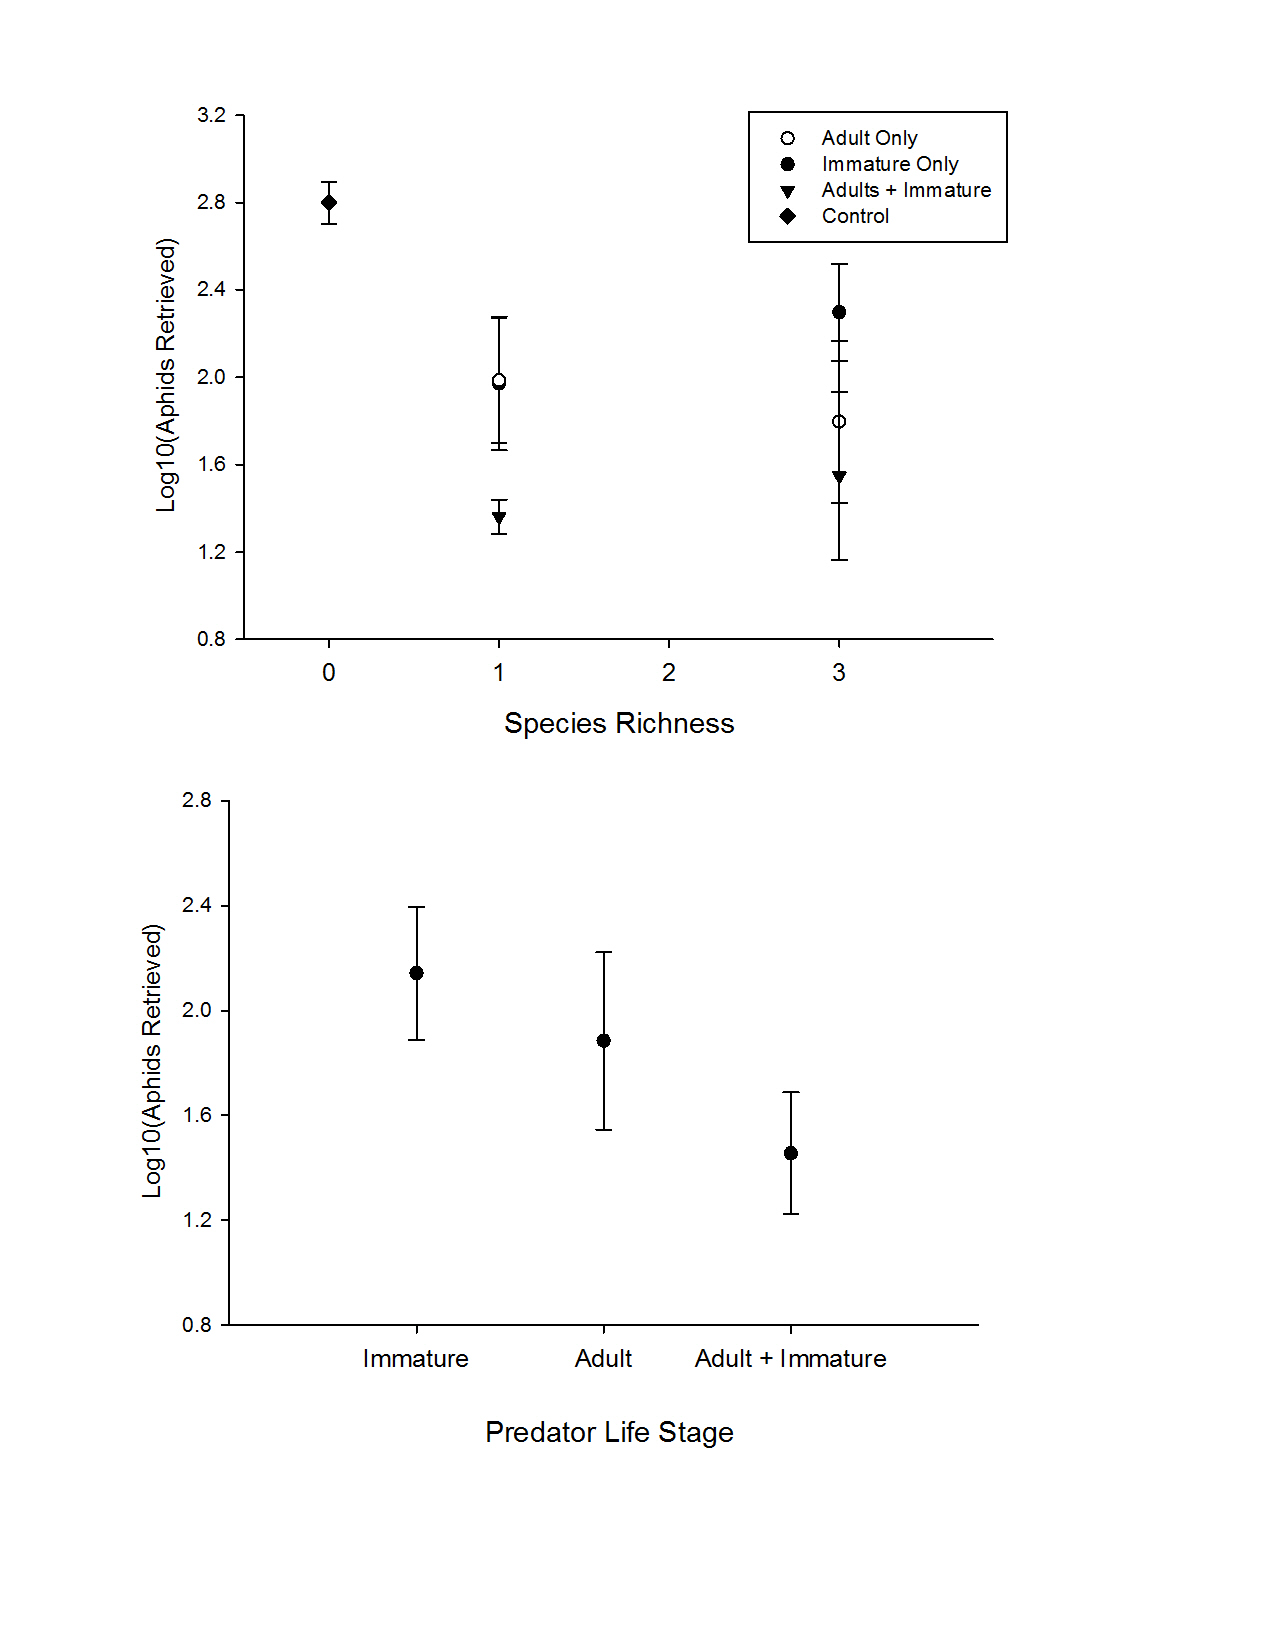 3.2
2.8
2.4
2.0
1.6
1.2
0.8
Log10(Aphids Retrieved)
Adult Only
Immature Only
Adults + Immature
Control
0 1 2 3
Species Richness
2.8
2.4
2.0
1.6
1.2
0.8
Log10(Aphids Retrieved)
Immature Adult Adult + Immature
Predator Life Stage